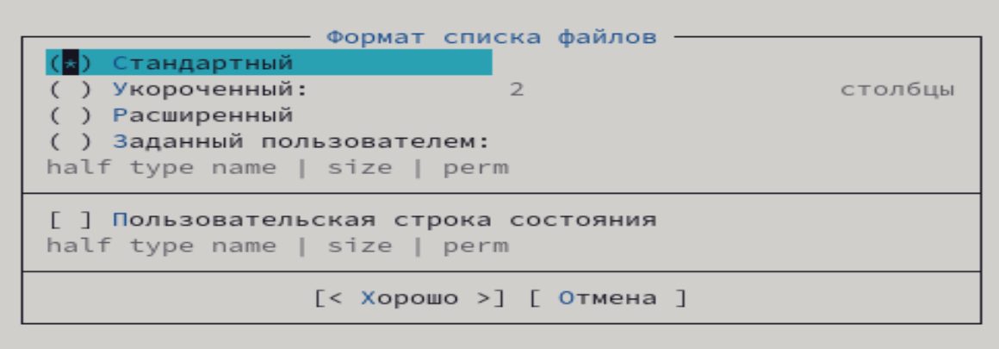 Формат списка файлов
(*) Стандартный
( ) Укороченный: 2 столбцы
( ) Расширенный
( ) Заданный пользователем:
half type name | size | perm
[ ] Пользовательская строка состояния
half type name | size | perm
[< Хорошо >] [ Отмена ]